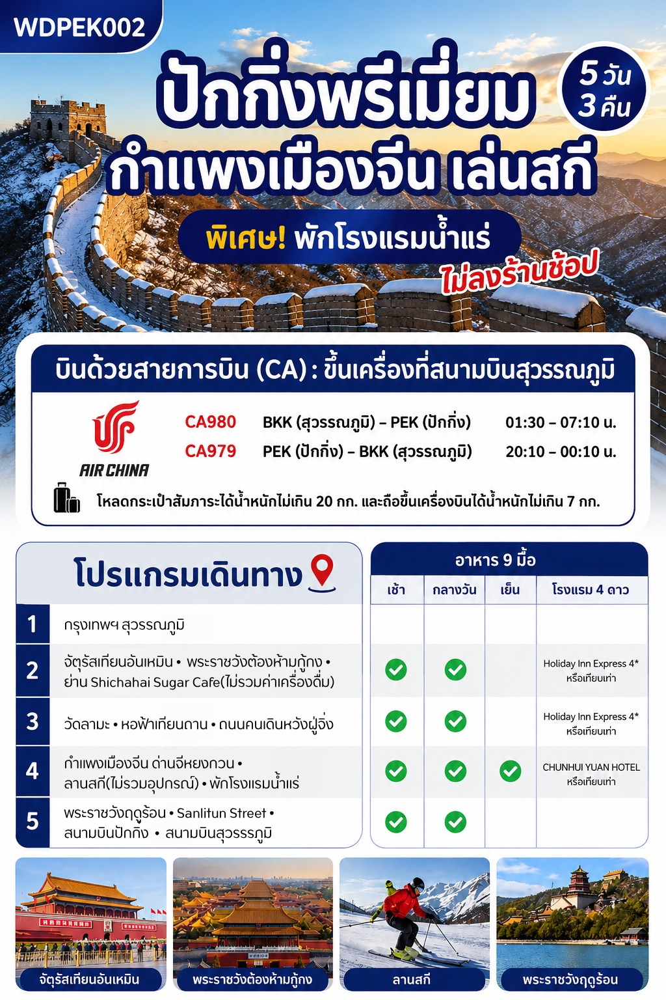 WDPEK002
ปักกิ่งพรีเมี่ยม
5 วัน
3 คืน
กำแพงเมืองจีน เล่นสกี
พิเศษ! พักโรงแรมน้ำแร่
ไม่ลงร้านช้อป
บินด้วยสายการบิน (CA) : ขึ้นเครื่องที่สนามบินสุวรรณภูมิ
AIR CHINA
CA980 BKK (สุวรรณภูมิ) – PEK (ปักกิ่ง) 01:30 – 07:10 น.
CA979 PEK (ปักกิ่ง) – BKK (สุวรรณภูมิ) 20:10 – 00:10 น.
โหลดกระเป๋าสัมภาระได้น้ำหนักไม่เกิน 20 กก. และถือขึ้นเครื่องบินได้น้ำหนักไม่เกิน 7 กก.
โปรแกรมเดินทาง
อาหาร 9 มื้อ
เช้า กลางวัน เย็น โรงแรม 4 ดาว
1 กรุงเทพฯ สุวรรณภูมิ
2 จัตุรัสเทียนอันเหมิน • พระราชวังต้องห้ามกู้กง •
ย่าน Shichahai Sugar Cafe(ไม่รวมค่าเครื่องดื่ม)
Holiday Inn Express 4*
หรือเทียบเท่า
3 วัดลามะ • หอฟ้าเทียนถาน • ถนนคนเดินหวังฝูจิ่ง
Holiday Inn Express 4*
หรือเทียบเท่า
4 กำแพงเมืองจีน ด่านจีหยงกวน •
ลานสกี(ไม่รวมอุปกรณ์) • พักโรงแรมน้ำแร่
CHUNHUI YUAN HOTEL
หรือเทียบเท่า
5 พระราชวังฤดูร้อน • Sanlitun Street •
สนามบินปักกิ่ง • สนามบินสุวรรรภูมิ
จัตุรัสเทียนอันเหมิน
พระราชวังต้องห้ามกู้กง
ลานสกี
พระราชวังฤดูร้อน